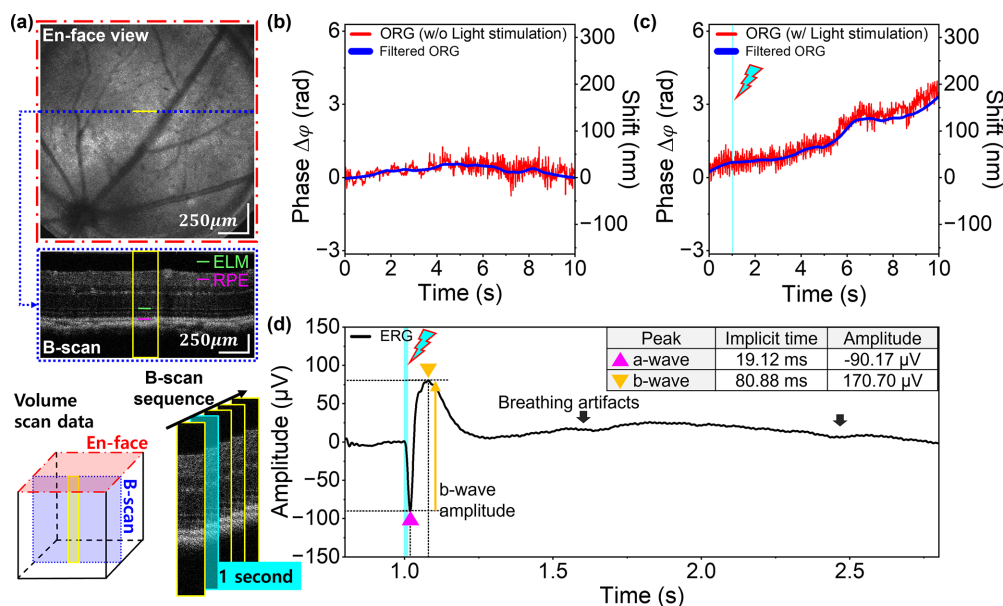 (a)
En-face view
250μm
ELM
RPE
250μm
B-scan
Volume
scan data
En-face
B-scan
B-scan
sequence
1 second
(b)
ORG (w/o Light stimulation)
Filtered ORG
Phase Δφ (rad)
6
3
0
−3
0 2 4 6 8 10
Time (s)
300
200
100
0
−100
Shift (nm)
(c)
ORG (w/ Light stimulation)
Filtered ORG
Phase Δφ (rad)
6
3
0
−3
0 2 4 6 8 10
Time (s)
300
200
100
0
−100
Shift (nm)
(d)
ERG
Amplitude (μV)
150
100
50
0
−50
−100
−150
1.0 1.5 2.0 2.5
Time (s)
b-wave
amplitude
Breathing artifacts
Peak Implicit time Amplitude
a-wave 19.12 ms -90.17 μV
b-wave 80.88 ms 170.70 μV